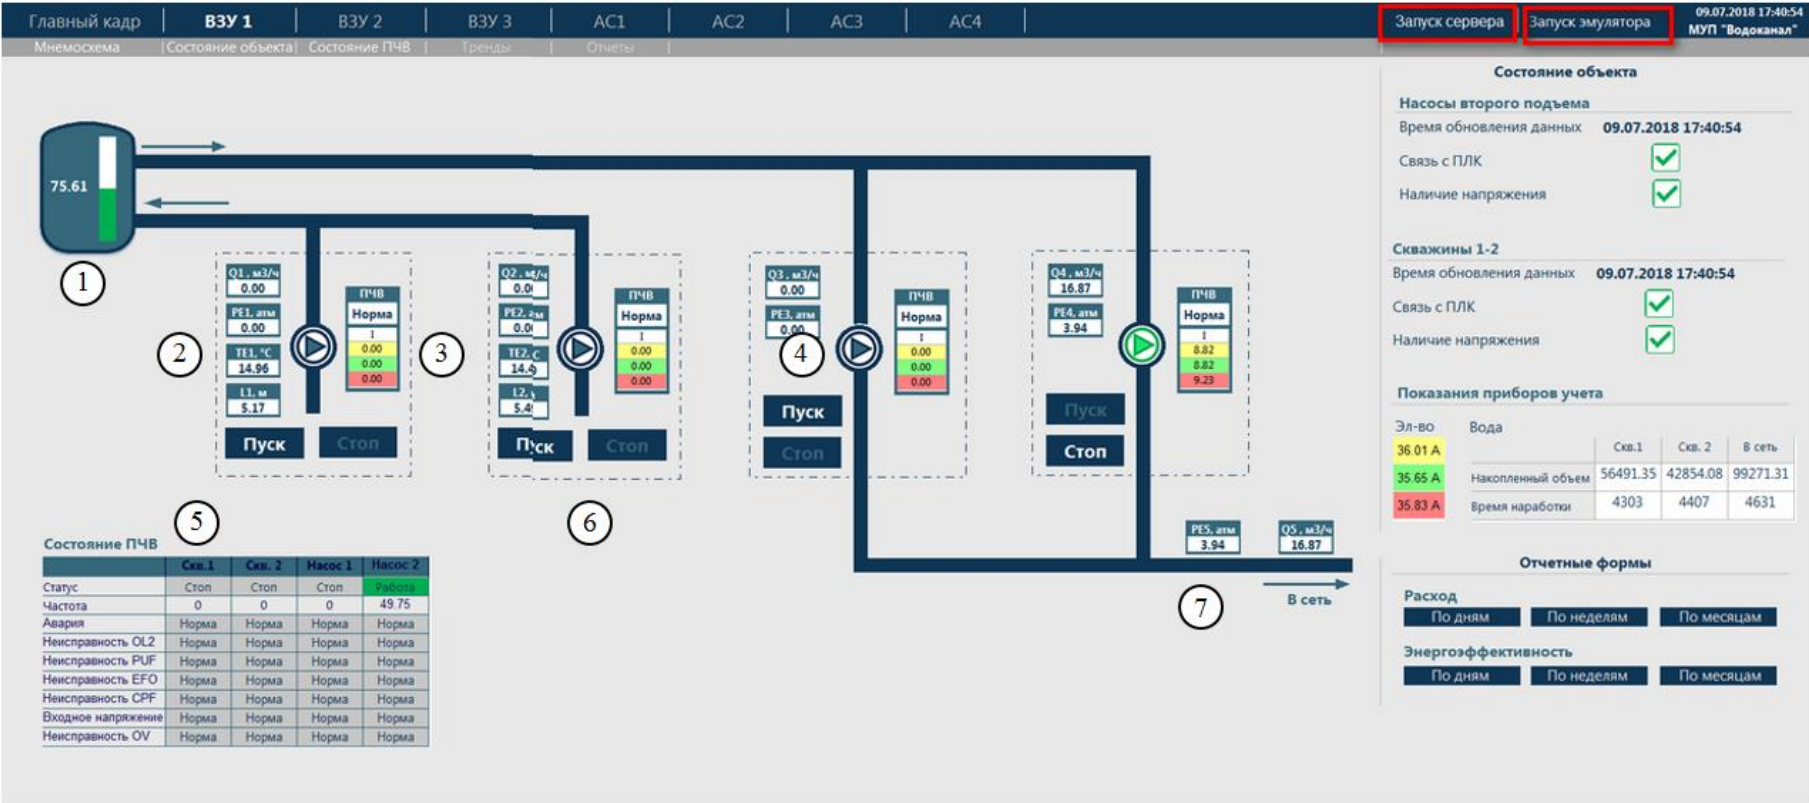 Главный кадр ВЗУ 1 ВЗУ 2 ВЗУ 3 АС1 АС2 АС3 АС4 Запуск сервера Запуск эмулятора 09.07.2018 17:40:54
МУП "Водоканал"
Мнемосхема Состояние объекта Состояние ПЧВ Тренды Отчеты
75.61
1
Q1, м3/ч
0.00
PE1, атм
0.00
TE1, °C
14.96
L1, м
5.17
ПЧВ
Норма
I
0.00
0.00
0.00
Пуск Стоп
2
Q2, м3/ч
PE2,
TE2,
L2,
ПЧВ
Норма
I
0.00
0.00
0.00
Пуск Стоп
3
Q3, м3/ч
0.00
PE3, атм
0.00
ПЧВ
Норма
I
0.00
0.00
0.00
Пуск
Стоп
4
Q4, м3/ч
16.87
PE4, атм
3.94
ПЧВ
Норма
I
8.82
8.82
9.23
Пуск
Стоп
5
6
PE5, атм
3.94
Q5, м3/ч
16.87
7
В сеть
Состояние ПЧВ
Скв.1 Скв. 2 Насос 1 Насос 2
Статус Стоп Стоп Стоп Работа
Частота 0 0 0 49.75
Авария Норма Норма Норма Норма
Неисправность OL2 Норма Норма Норма Норма
Неисправность PUF Норма Норма Норма Норма
Неисправность EFO Норма Норма Норма Норма
Неисправность CPF Норма Норма Норма Норма
Входное напряжение Норма Норма Норма Норма
Неисправность OV Норма Норма Норма Норма
Состояние объекта
Насосы второго подъема
Время обновления данных 09.07.2018 17:40:54
Связь с ПЛК
Наличие напряжения
Скважины 1-2
Время обновления данных 09.07.2018 17:40:54
Связь с ПЛК
Наличие напряжения
Показания приборов учета
Эл-во Вода
36.01 А
35.65 А
35.83 А
Скв.1 Скв. 2 В сеть
Накопленный объем 56491.35 42854.08 99271.31
Время наработки 4303 4407 4631
Отчетные формы
Расход
По дням По неделям По месяцам
Энергоэффективность
По дням По неделям По месяцам